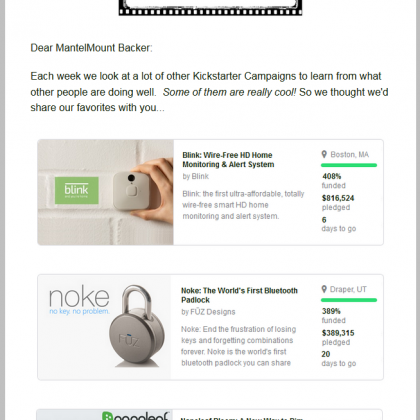 Dear MantelMount Backer:
Each week we look at a lot of other Kickstarter Campaigns to learn from what
other people are doing well. Some of them are really cool! So we thought we'd
share our favorites with you...
blink
Blink: Wire-Free HD Home
Monitoring & Alert System
by Blink
Blink: the first ultra-affordable, totally
wire-free smart HD home
monitoring and alert system.
Boston, MA
408%
funded
$816,524
pledged
6
days to go
noke
no key. no problem.
FŪZ
Noke: The World's First Bluetooth
Padlock
by FŪZ Designs
Noke: End the frustration of losing
keys and forgetting combinations
forever. Noke is the world's first
bluetooth padlock you can share
Draper, UT
389%
funded
$389,315
pledged
20
days to go